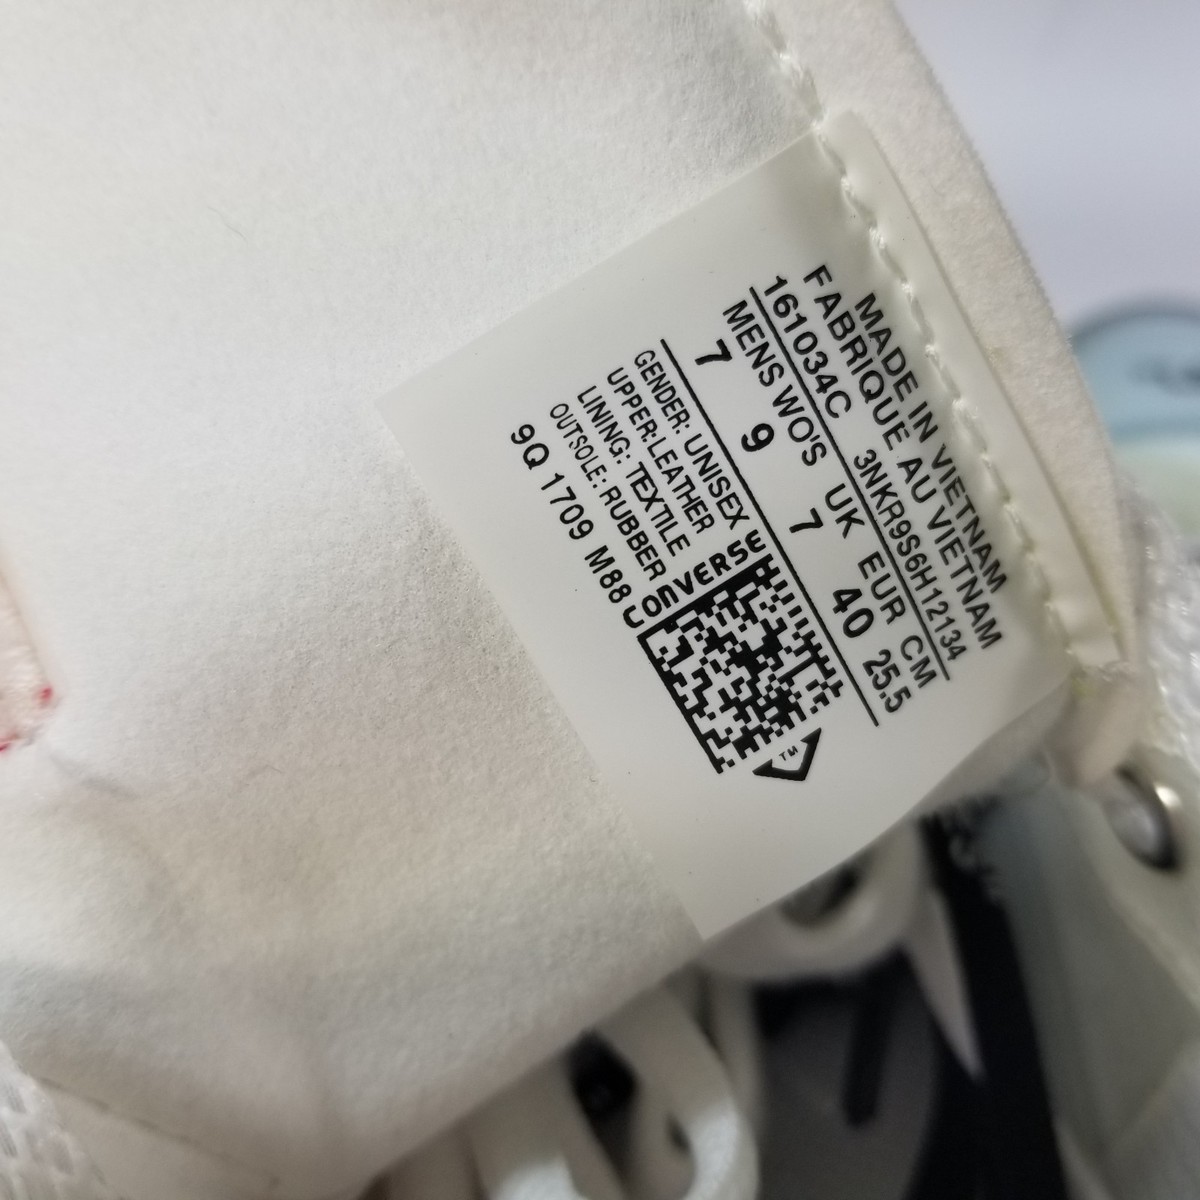 MADE IN VIETNAM
FABRIQUE AU VIETNAM
161034C 3NKR9S6H12134
MENS WO'S UK EUR CM
7 9 7 40 25.5
GENDER: UNISEX
UPPER: LEATHER
LINING: TEXTILE
OUTSOLE: RUBBER
9Q 1709 M88
CONVERSE
TM